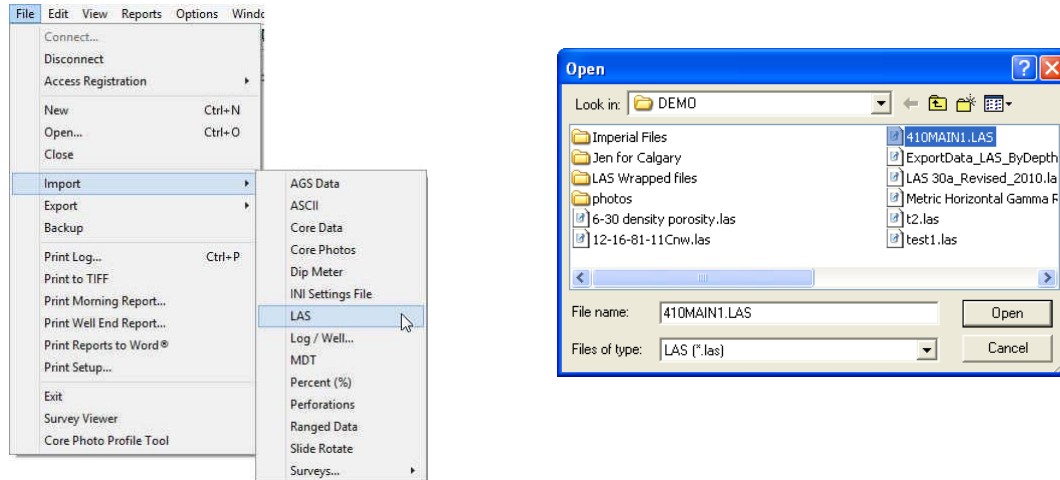 File Edit View Reports Options Windo
Connect...
Disconnect
Access Registration
New Ctrl+N
Open... Ctrl+O
Close
Import
Export
Backup
Print Log... Ctrl+P
Print to TIFF
Print Morning Report...
Print Well End Report...
Print Reports to Word®
Print Setup...
Exit
Survey Viewer
Core Photo Profile Tool
AGS Data
ASCII
Core Data
Core Photos
Dip Meter
INI Settings File
LAS
Log / Well...
MDT
Percent (%)
Perforations
Ranged Data
Slide Rotate
Surveys...
Open
Look in: DEMO
Imperial Files
Jen for Calgary
LAS Wrapped files
photos
6-30 density porosity.las
12-16-81-11Cnw.las
410MAIN1.LAS
ExportData_LAS_ByDepth
LAS 30a_Revised_2010.la
Metric Horizontal Gamma R
t2.las
test1.las
File name: 410MAIN1.LAS Open
Files of type: LAS (*.las) Cancel